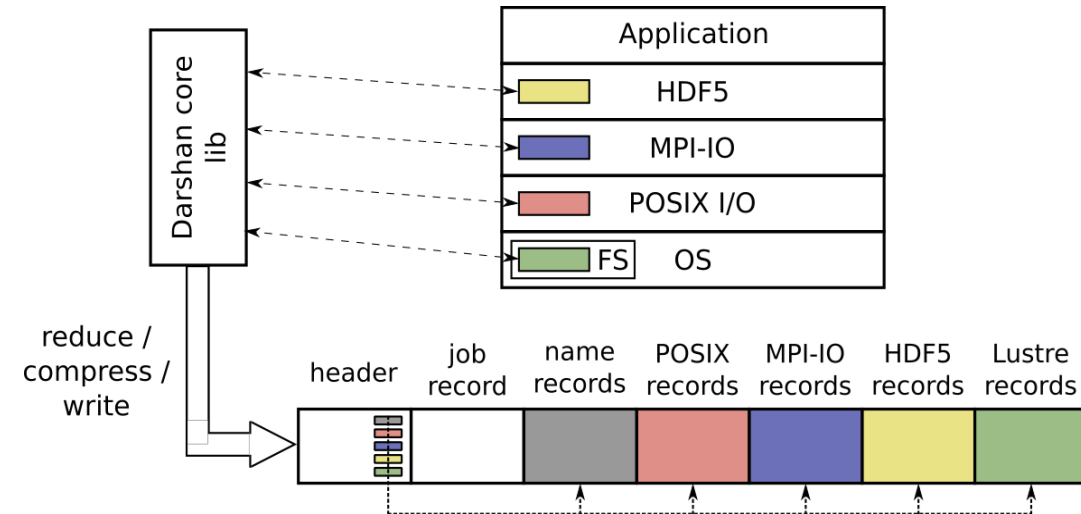 Darshan core
lib
Application
HDF5
MPI-IO
POSIX I/O
FS OS
reduce /
compress /
write
header
job
record
name
records
POSIX
records
MPI-IO
records
HDF5
records
Lustre
records